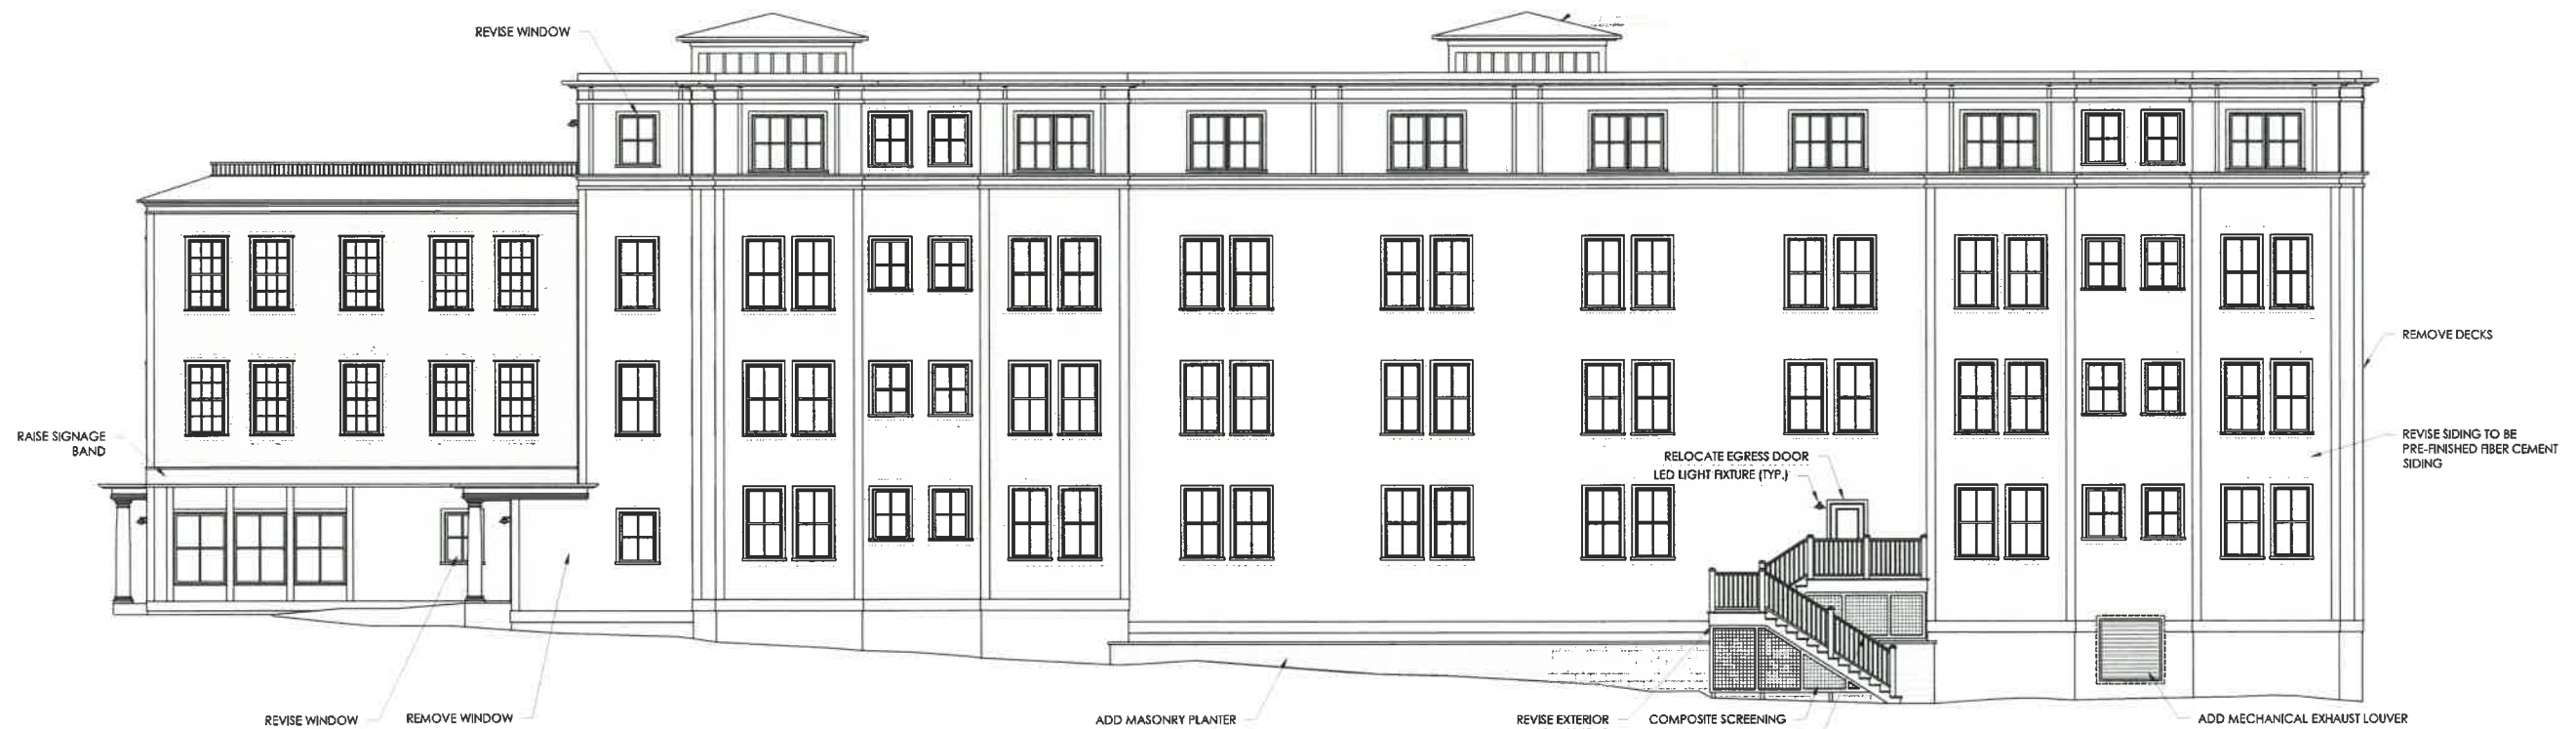 REVISE WINDOW
REMOVE DECKS
RAISE SIGNAGE
BAND
REVISE SIDING TO BE
PRE-FINISHED FIBER CEMENT
SIDING
RELOCATE EGRESS DOOR
LED LIGHT FIXTURE (TYP.)
REVISE WINDOW
REMOVE WINDOW
ADD MASONRY PLANTER
REVISE EXTERIOR
COMPOSITE SCREENING
ADD MECHANICAL EXHAUST LOUVER